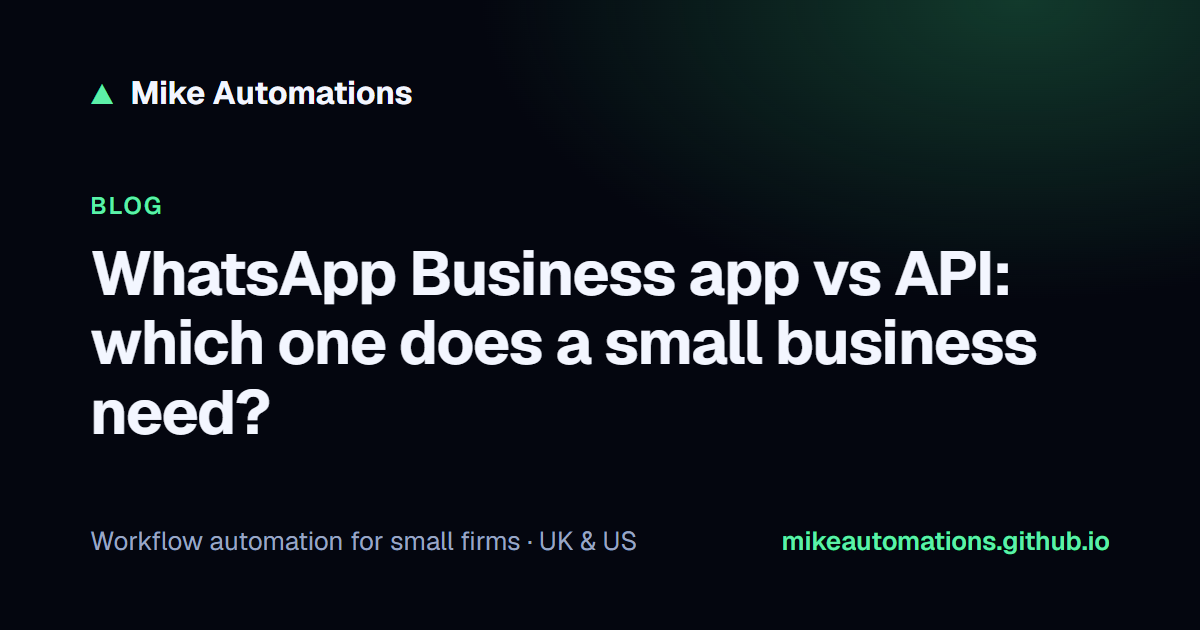 Mike Automations
BLOG
WhatsApp Business app vs API:
which one does a small business
need?
Workflow automation for small firms · UK & US
mikeautomations.github.io